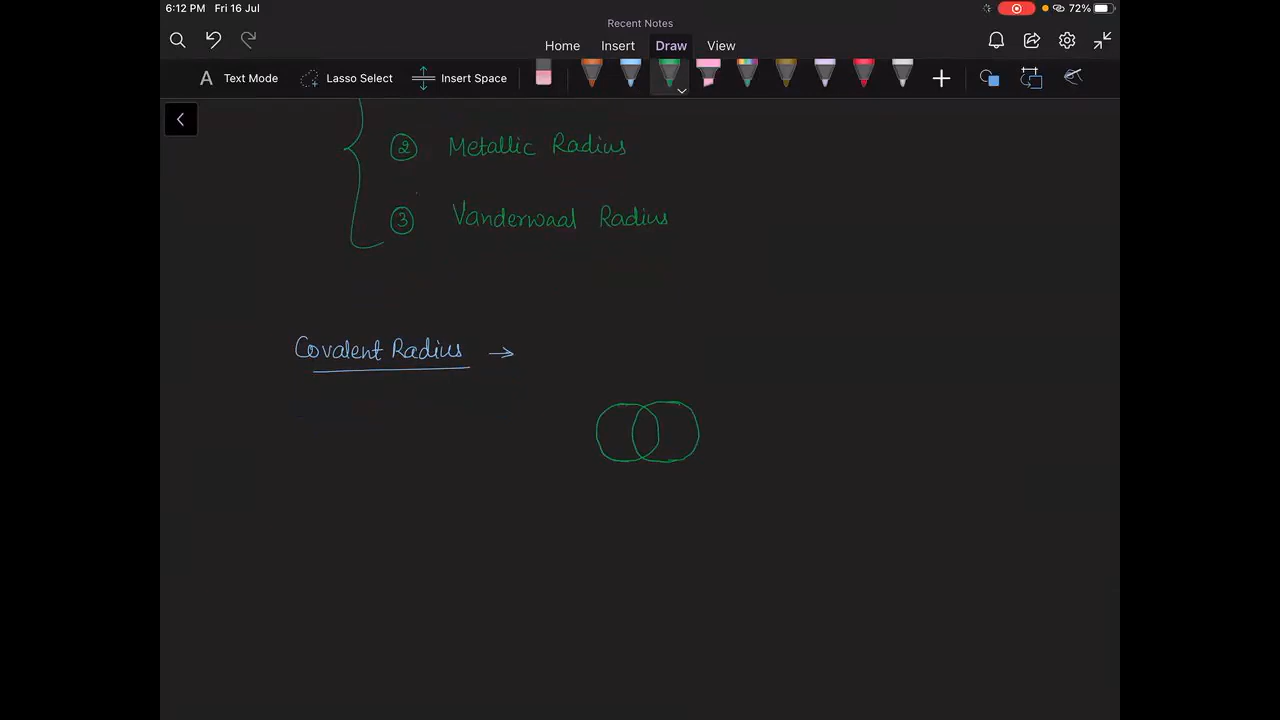 6:12 PM Fri 16 Jul
72%
Recent Notes
Home Insert Draw View
A Text Mode Lasso Select Insert Space
② Metallic Radius
③ Vanderwaal Radius
Covalent Radius →